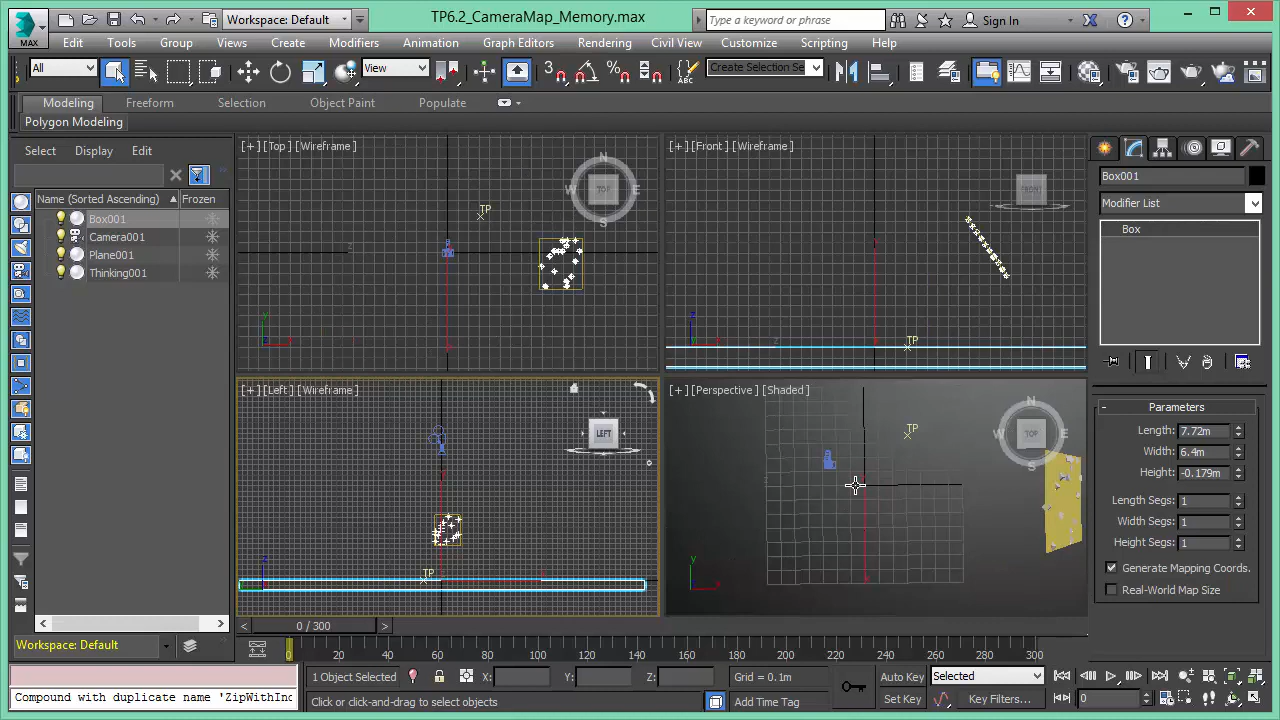 MAX
Workspace: Default
TP6.2_CameraMap_Memory.max
Type a keyword or phrase
Sign In
Edit Tools Group Views Create Modifiers Animation Graph Editors Rendering Civil View Customize Scripting Help
All
View
3
Create Selection Se
Modeling Freeform Selection Object Paint Populate
Polygon Modeling
Select Display Edit
Name (Sorted Ascending) Frozen
Box001
Camera001
Plane001
Thinking001
[+] [Top] [Wireframe]
N
W TOP E
S
TP
z
y
x
[+] [Front] [Wireframe]
FRONT
TP
z
x
[+] [Left] [Wireframe]
LEFT
TP
z
[+] [Perspective] [Shaded]
N
W TOP E
S
TP
y
x
Box001
Modifier List
Box
- Parameters
Length: 7.72m
Width: 6.4m
Height: -0.179m
Length Segs: 1
Width Segs: 1
Height Segs: 1
Generate Mapping Coords.
Real-World Map Size
< 0 / 300 >
Workspace: Default
0 20 40 60 80 100 120 140 160 180 200 220 240 260 280 300
1 Object Selected
X: Y: Z:
Grid = 0.1m
Auto Key
Selected
Compound with duplicate name 'ZipWithInd
Click or click-and-drag to select objects
Add Time Tag
Set Key
Key Filters...
0